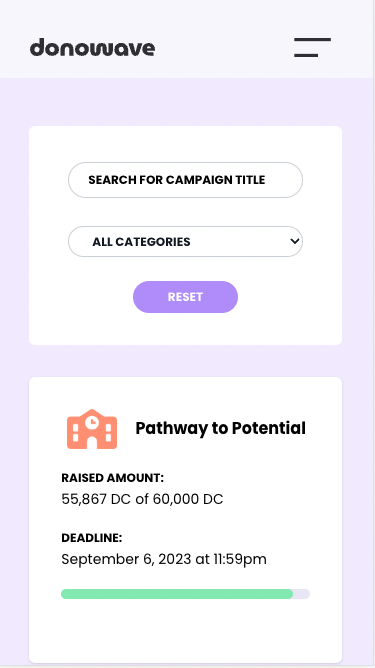 donowave
SEARCH FOR CAMPAIGN TITLE
ALL CATEGORIES
RESET
Pathway to Potential
RAISED AMOUNT:
55,867 DC of 60,000 DC
DEADLINE:
September 6, 2023 at 11:59pm